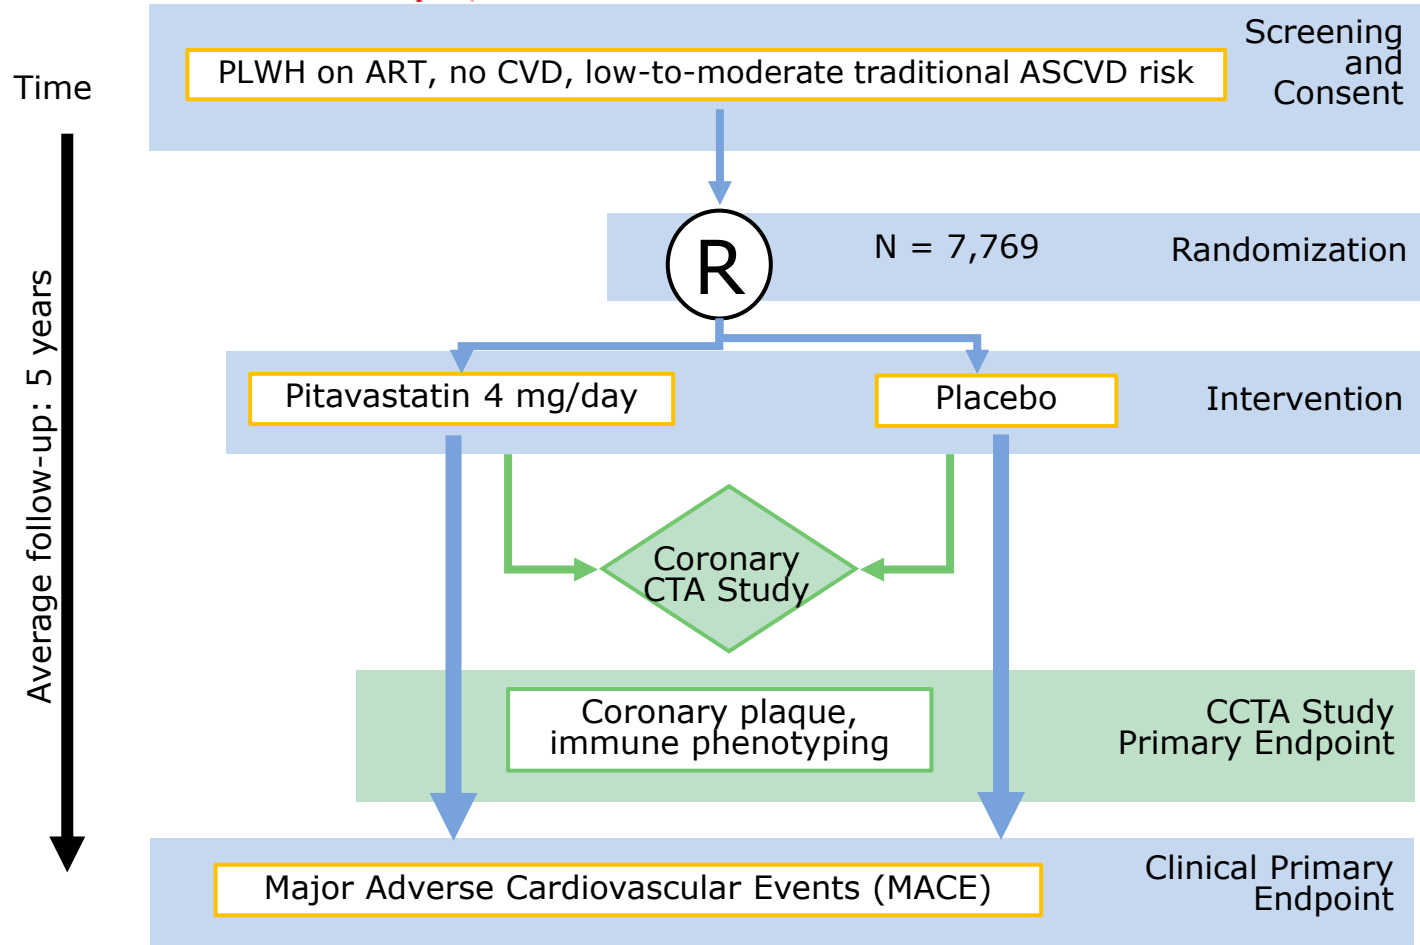 Screening
and
Consent
PLWH on ART, no CVD, low-to-moderate traditional ASCVD risk
Time
R
N = 7,769
Randomization
Average follow-up: 5 years
Pitavastatin 4 mg/day
Placebo
Intervention
Coronary
CTA Study
Coronary plaque,
immune phenotyping
CCTA Study
Primary Endpoint
Major Adverse Cardiovascular Events (MACE)
Clinical Primary
Endpoint